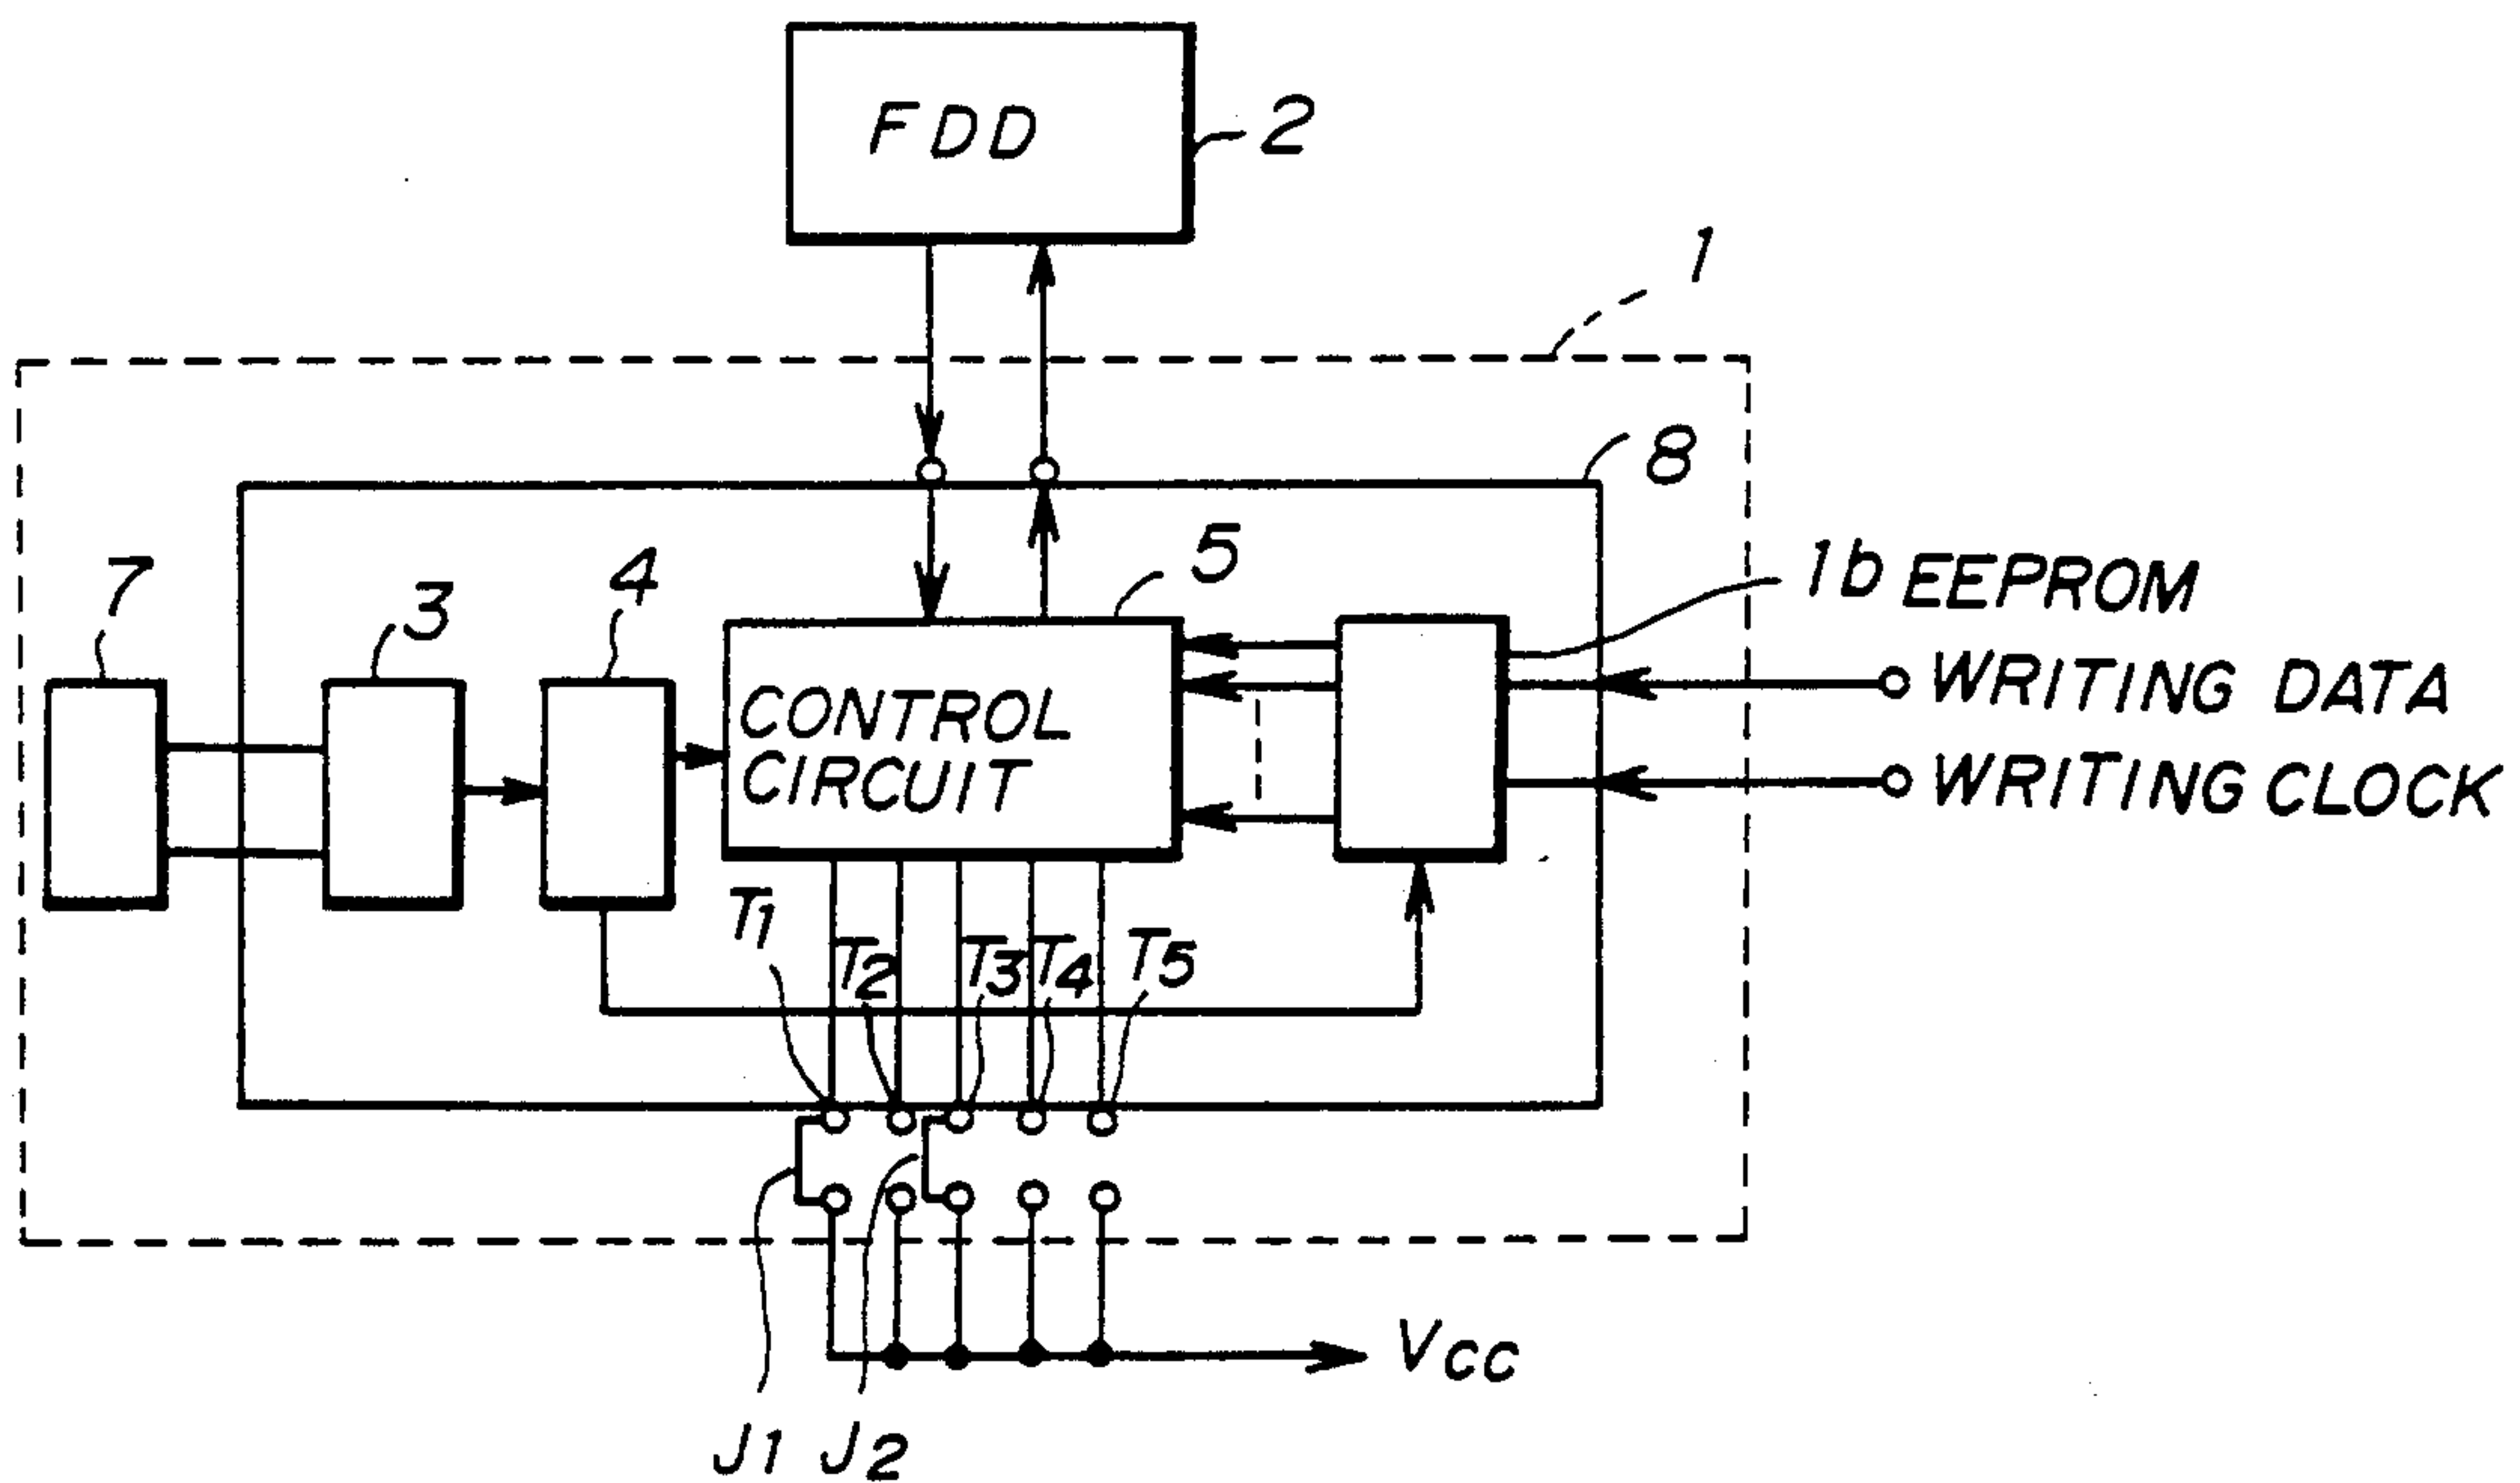 FDD
2
1
8
5
7
3
4
1b EEPROM
CONTROL
CIRCUIT
WRITING DATA
WRITING CLOCK
T1
T2
T3
T4
T5
VCC
J1
J2